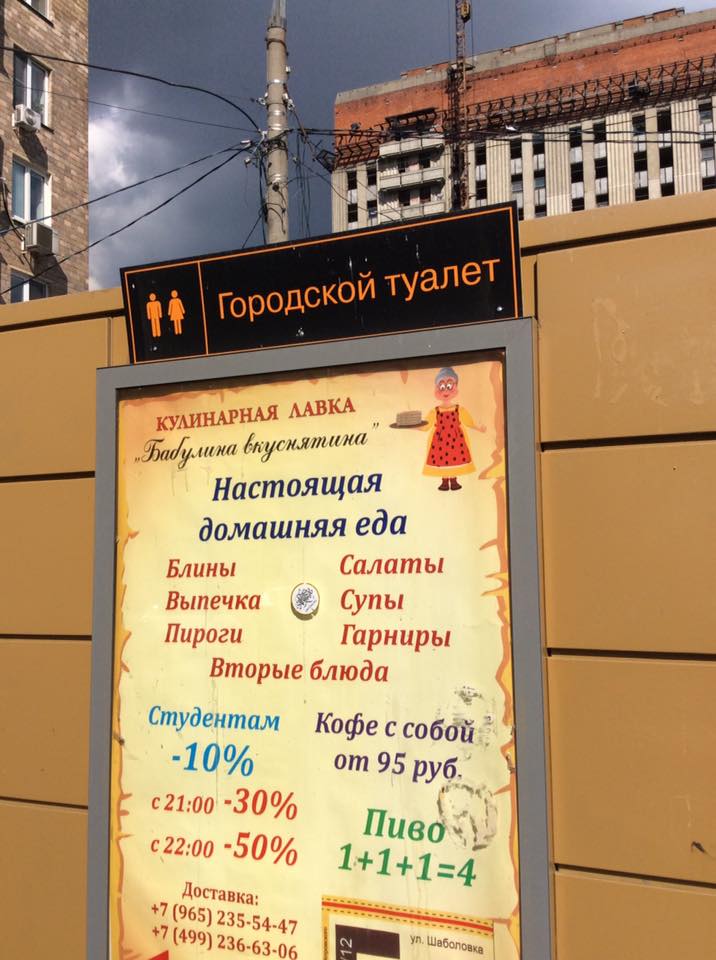 Городской туалет
КУЛИНАРНАЯ ЛАВКА
„Бабулина вкуснятина”
Настоящая
домашняя еда
Блины Салаты
Выпечка Супы
Пироги Гарниры
Вторые блюда
Студентам
-10%
с 21:00 -30%
с 22:00 -50%
Кофе с собой
от 95 руб.
Пиво
1+1+1=4
Доставка:
+7 (965) 235-54-47
+7 (499) 236-63-06
ул. Шаболовка
/12